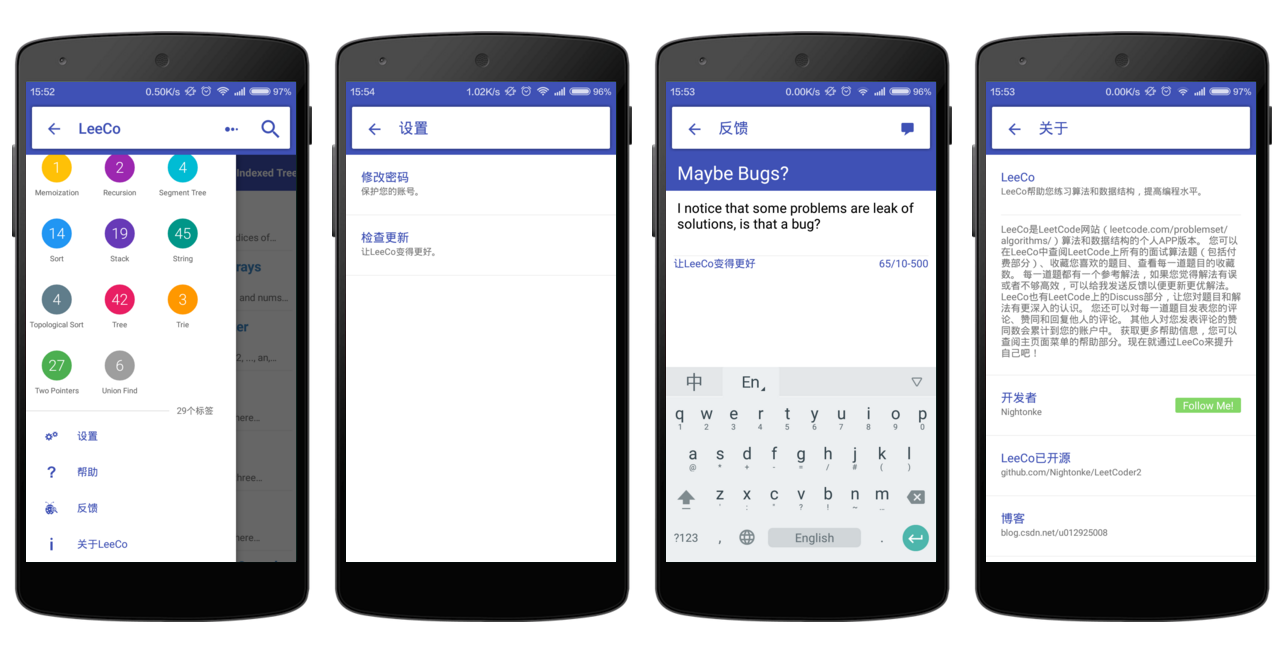 15:52
0.50K/s
97%
LeeCo
1
2
4
Memoization
Recursion
Segment Tree
Indexed Tree
14
19
45
Sort
Stack
String
dices of...
rays
4
42
3
and nums...
Topological Sort
Tree
Trie
er
27
6
2, ..., an,...
Two Pointers
Union Find
29个标签
here...
设置
帮助
hree...
反馈
here...
关于LeeCo
15:54
1.02K/s
96%
设置
修改密码
保护您的账号。
检查更新
让LeeCo变得更好。
15:53
0.00K/s
96%
反馈
Maybe Bugs?
I notice that some problems are leak of
solutions, is that a bug?
让LeeCo变得更好
65/10-500
中
En
q w e r t y u i o p
1 2 3 4 5 6 7 8 9 0
a s d f g h j k l
@ * + - = / # ( )
z x c v b n m
' : " ? ! ~ _
?123
,
English
.
15:53
0.00K/s
97%
关于
LeeCo
LeeCo帮助您练习算法和数据结构，提高编程水平。
LeeCo是LeetCode网站（leetcode.com/problemset/
algorithms/）算法和数据结构的个人APP版本。 您可以
在LeeCo中查阅LeetCode上所有的面试算法题（包括付
费部分）、收藏您喜欢的题目、查看每一道题目的收藏
数。 每一道题都有一个参考解法，如果您觉得解法有误
或者不够高效，可以给我发送反馈以便更新更优解法。
LeeCo也有LeetCode上的Discuss部分，让您对题目和解
法有更深入的认识。 您还可以对每一道题目发表您的评
论、赞同和回复他人的评论。 其他人对您发表评论的赞
同数会累计到您的账户中。 获取更多帮助信息，您可以
查阅主页面菜单的帮助部分。现在就通过LeeCo来提升
自己吧！
开发者
Nightonke
Follow Me!
LeeCo已开源
github.com/Nightonke/LeetCoder2
博客
blog.csdn.net/u012925008